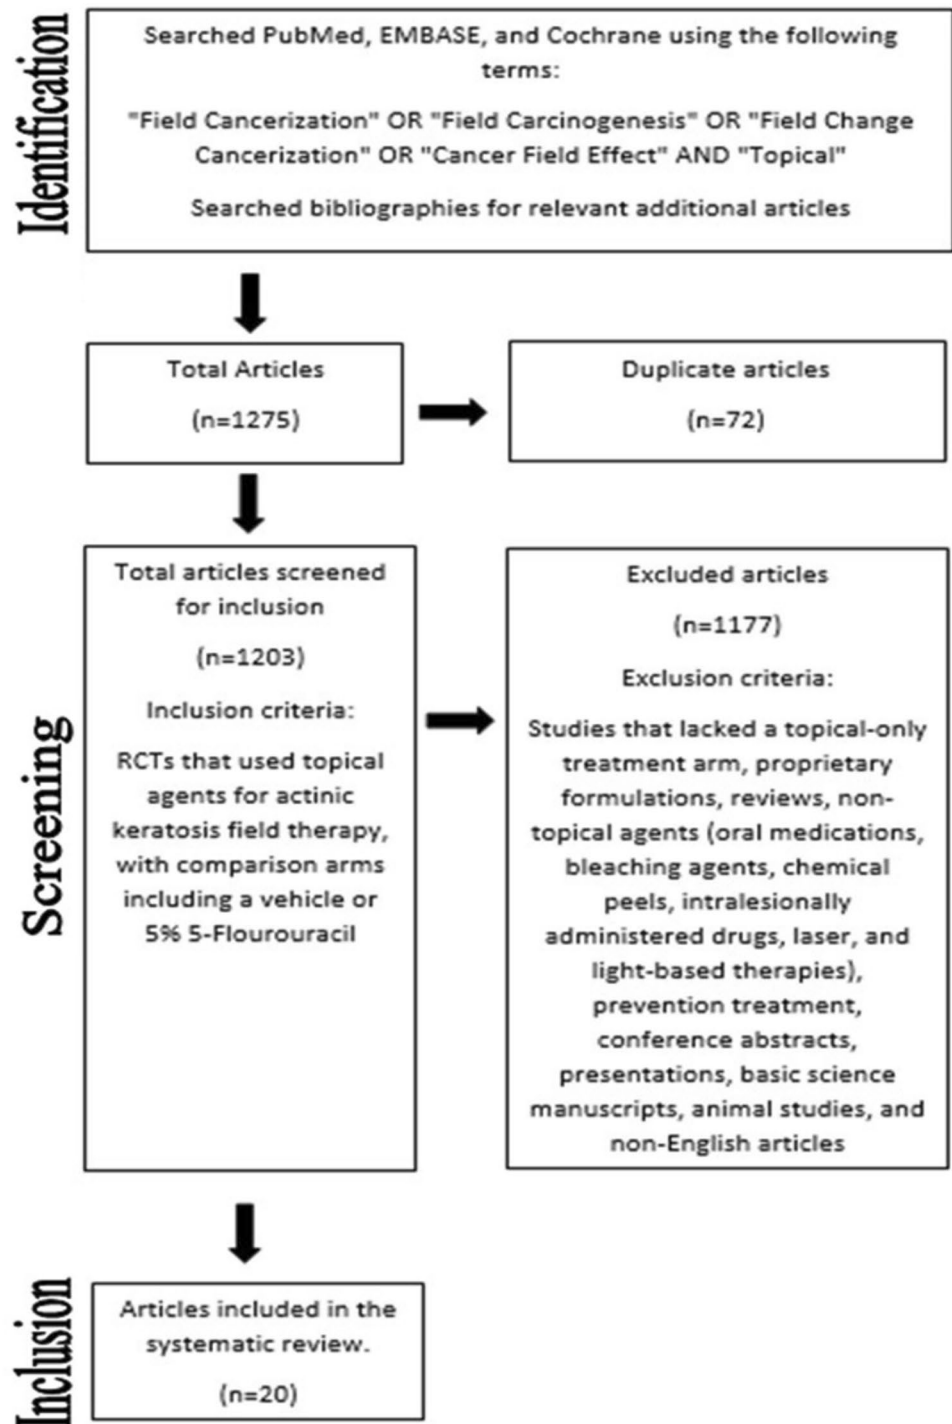 Identification
Searched PubMed, EMBASE, and Cochrane using the following
terms:
"Field Cancerization" OR "Field Carcinogenesis" OR "Field Change
Cancerization" OR "Cancer Field Effect" AND "Topical"
Searched bibliographies for relevant additional articles
Total Articles
(n=1275)
Duplicate articles
(n=72)
Screening
Total articles screened
for inclusion
(n=1203)
Inclusion criteria:
RCTs that used topical
agents for actinic
keratosis field therapy,
with comparison arms
including a vehicle or
5% 5-Flourouracil
Excluded articles
(n=1177)
Exclusion criteria:
Studies that lacked a topical-only
treatment arm, proprietary
formulations, reviews, non-
topical agents (oral medications,
bleaching agents, chemical
peels, intralesionally
administered drugs, laser, and
light-based therapies),
prevention treatment,
conference abstracts,
presentations, basic science
manuscripts, animal studies, and
non-English articles
Inclusion
Articles included in the
systematic review.
(n=20)